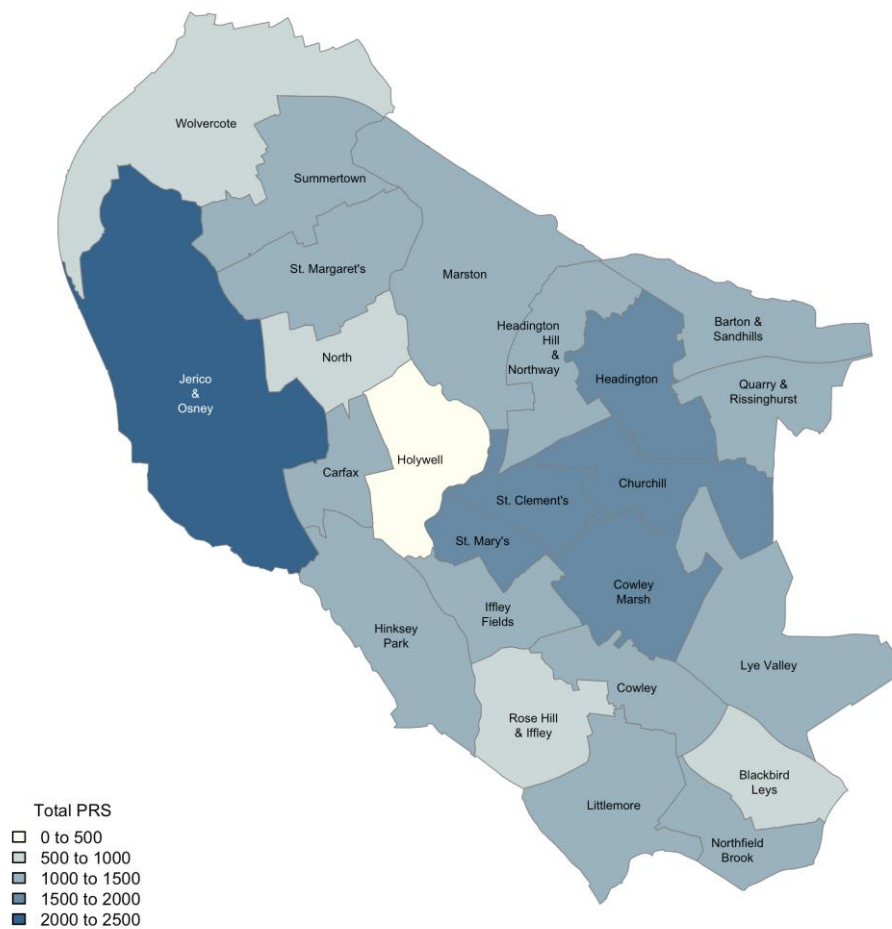 Wolvercote
Summertown
St. Margaret's
Marston
North
Headington
Hill
&
Northway
Barton &
Sandhills
Headington
Quarry &
Rissinghurst
Jerico
&
Osney
Holywell
Carfax
Churchill
St. Clement's
St. Mary's
Cowley
Marsh
Iffley
Fields
Hinksey
Park
Lye Valley
Cowley
Rose Hill
& Iffley
Blackbird
Leys
Littlemore
Northfield
Brook
Total PRS
0 to 500
500 to 1000
1000 to 1500
1500 to 2000
2000 to 2500